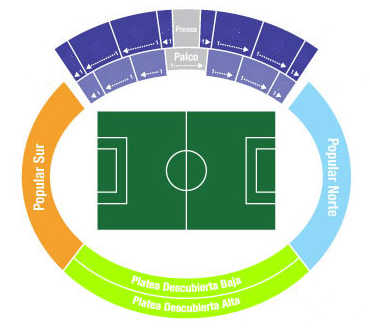 Prensa
Palco
Popular Sur
Popular Norte
Platea Descubierta Baja
Platea Descubierta Alta